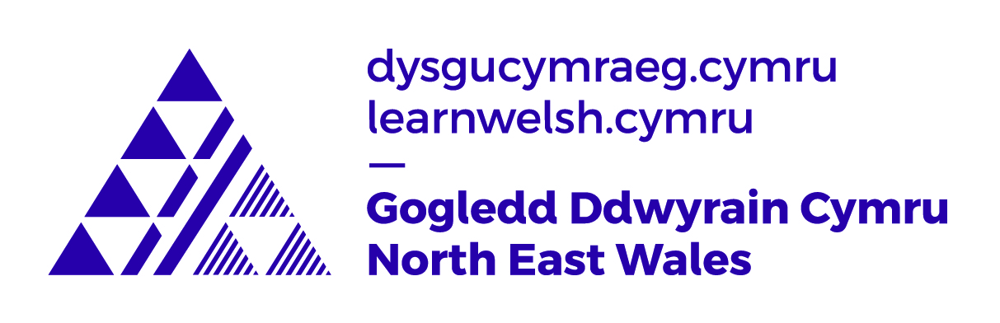 dysgucymraeg.cymru
learnwelsh.cymru
—
Gogledd Ddwyrain Cymru
North East Wales